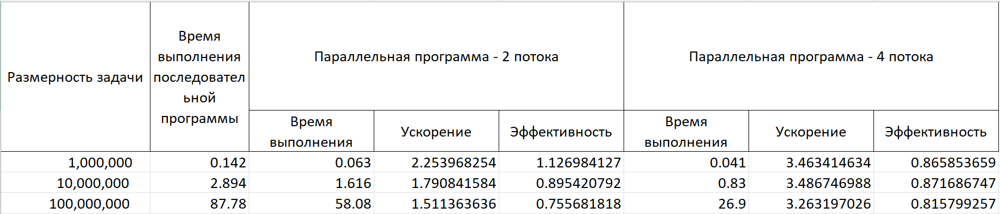 Размерность задачи
Время
выполнения
последовател
ьной
программы
Параллельная программа - 2 потока
Параллельная программа - 4 потока
Время
выполнения
Ускорение
Эффективность
Время
выполнения
Ускорение
Эффективность
1,000,000 0.142 0.063 2.253968254 1.126984127 0.041 3.463414634 0.865853659
10,000,000 2.894 1.616 1.790841584 0.895420792 0.83 3.486746988 0.871686747
100,000,000 87.78 58.08 1.511363636 0.755681818 26.9 3.263197026 0.815799257